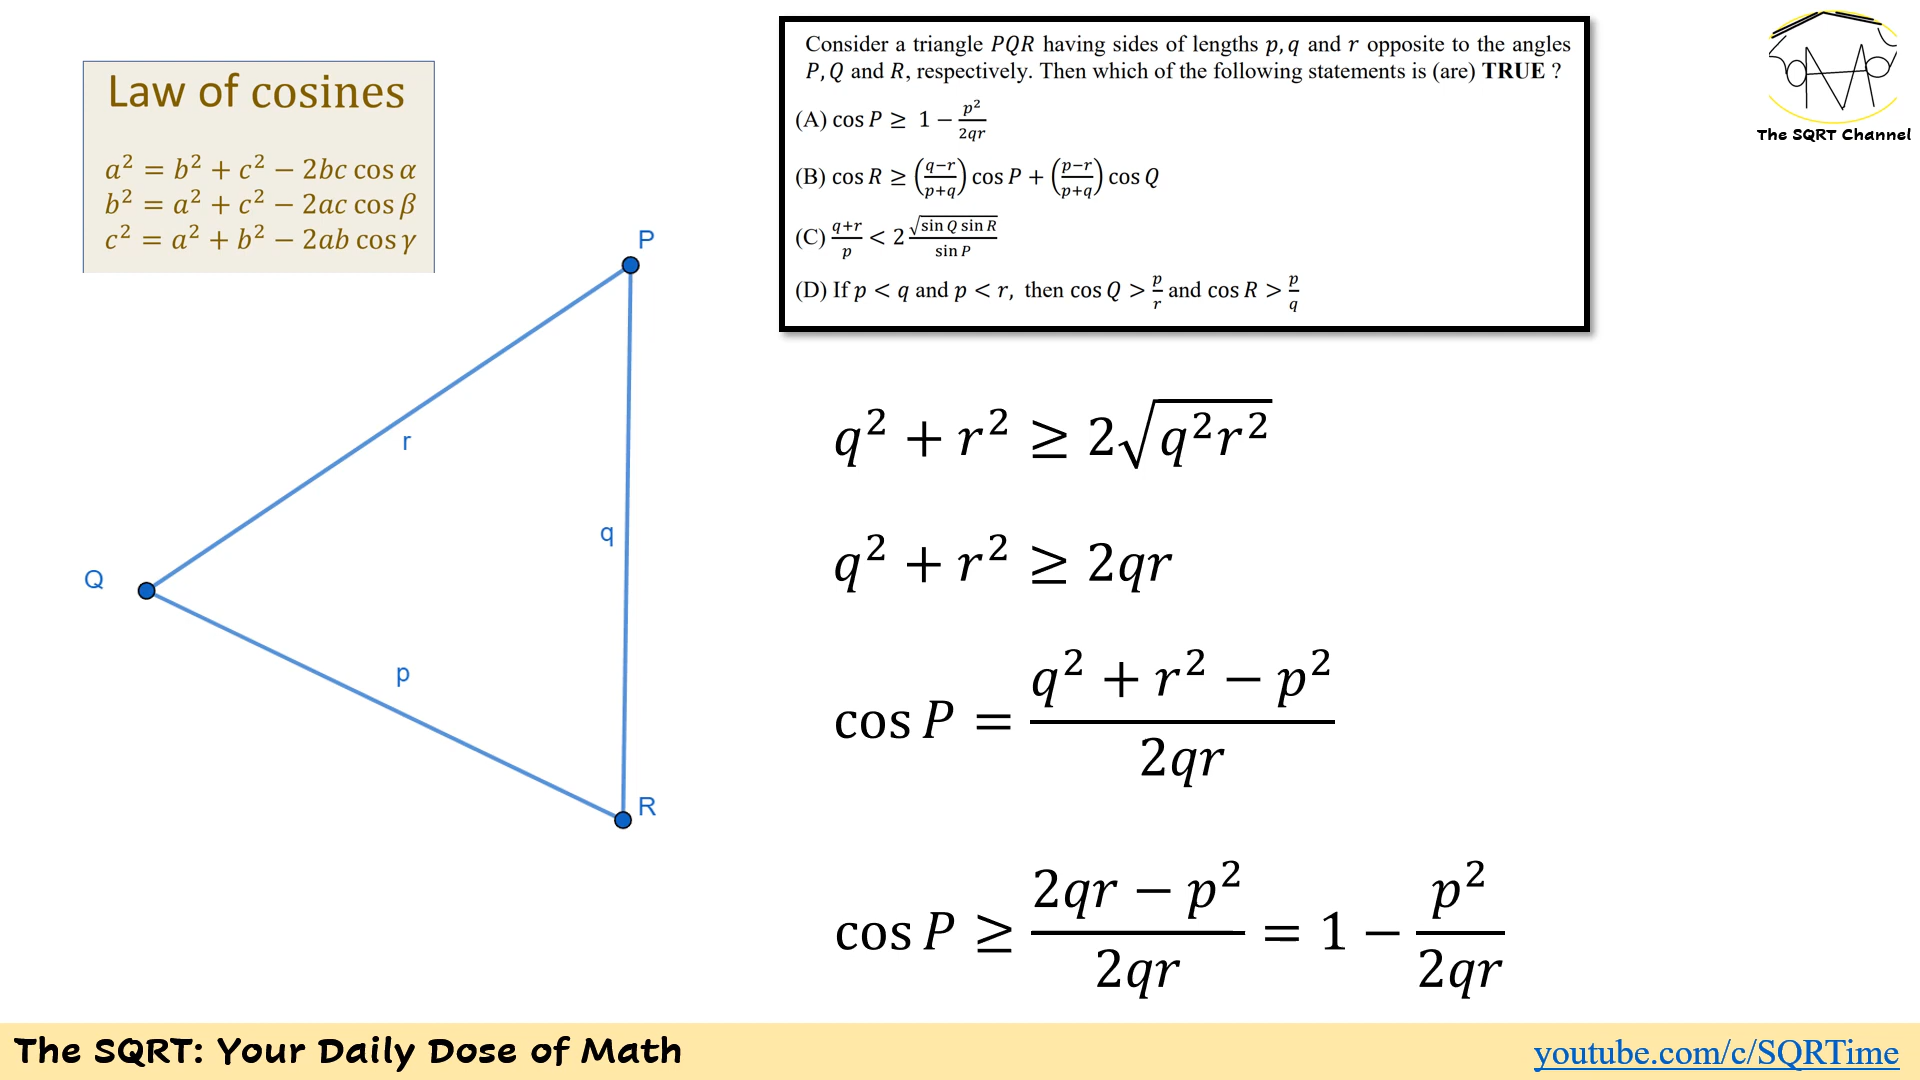 Law of cosines
a² = b² + c² − 2bc cos α
b² = a² + c² − 2ac cos β
c² = a² + b² − 2ab cos γ
Consider a triangle PQR having sides of lengths p, q and r opposite to the angles
P, Q and R, respectively. Then which of the following statements is (are) TRUE ?
(A) cos P ≥ 1 − p²/2qr
(B) cos R ≥ ((q−r)/(p+q)) cos P + ((p−r)/(p+q)) cos Q
(C) (q+r)/p < 2 √(sin Q sin R)/sin P
(D) If p < q and p < r, then cos Q > p/r and cos R > p/q
The SQRT Channel
P
r
q
Q
p
R
q² + r² ≥ 2√(q²r²)
q² + r² ≥ 2qr
cos P = (q² + r² − p²)/2qr
cos P ≥ (2qr − p²)/2qr = 1 − p²/2qr
The SQRT: Your Daily Dose of Math
youtube.com/c/SQRTime